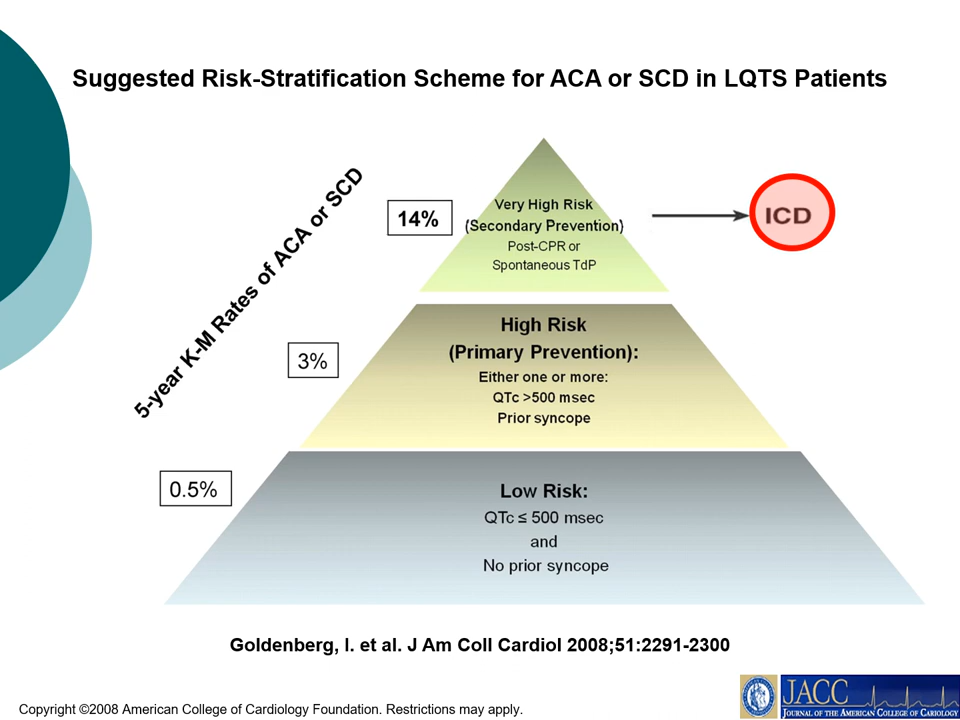 Suggested Risk-Stratification Scheme for ACA or SCD in LQTS Patients
5-year K-M Rates of ACA or SCD
14%
Very High Risk
(Secondary Prevention)
Post-CPR or
Spontaneous TdP
ICD
3%
High Risk
(Primary Prevention):
Either one or more:
QTc >500 msec
Prior syncope
0.5%
Low Risk:
QTc ≤ 500 msec
and
No prior syncope
Goldenberg, I. et al. J Am Coll Cardiol 2008;51:2291-2300
JACC
JOURNAL OF THE AMERICAN COLLEGE OF CARDIOLOGY
Copyright ©2008 American College of Cardiology Foundation. Restrictions may apply.